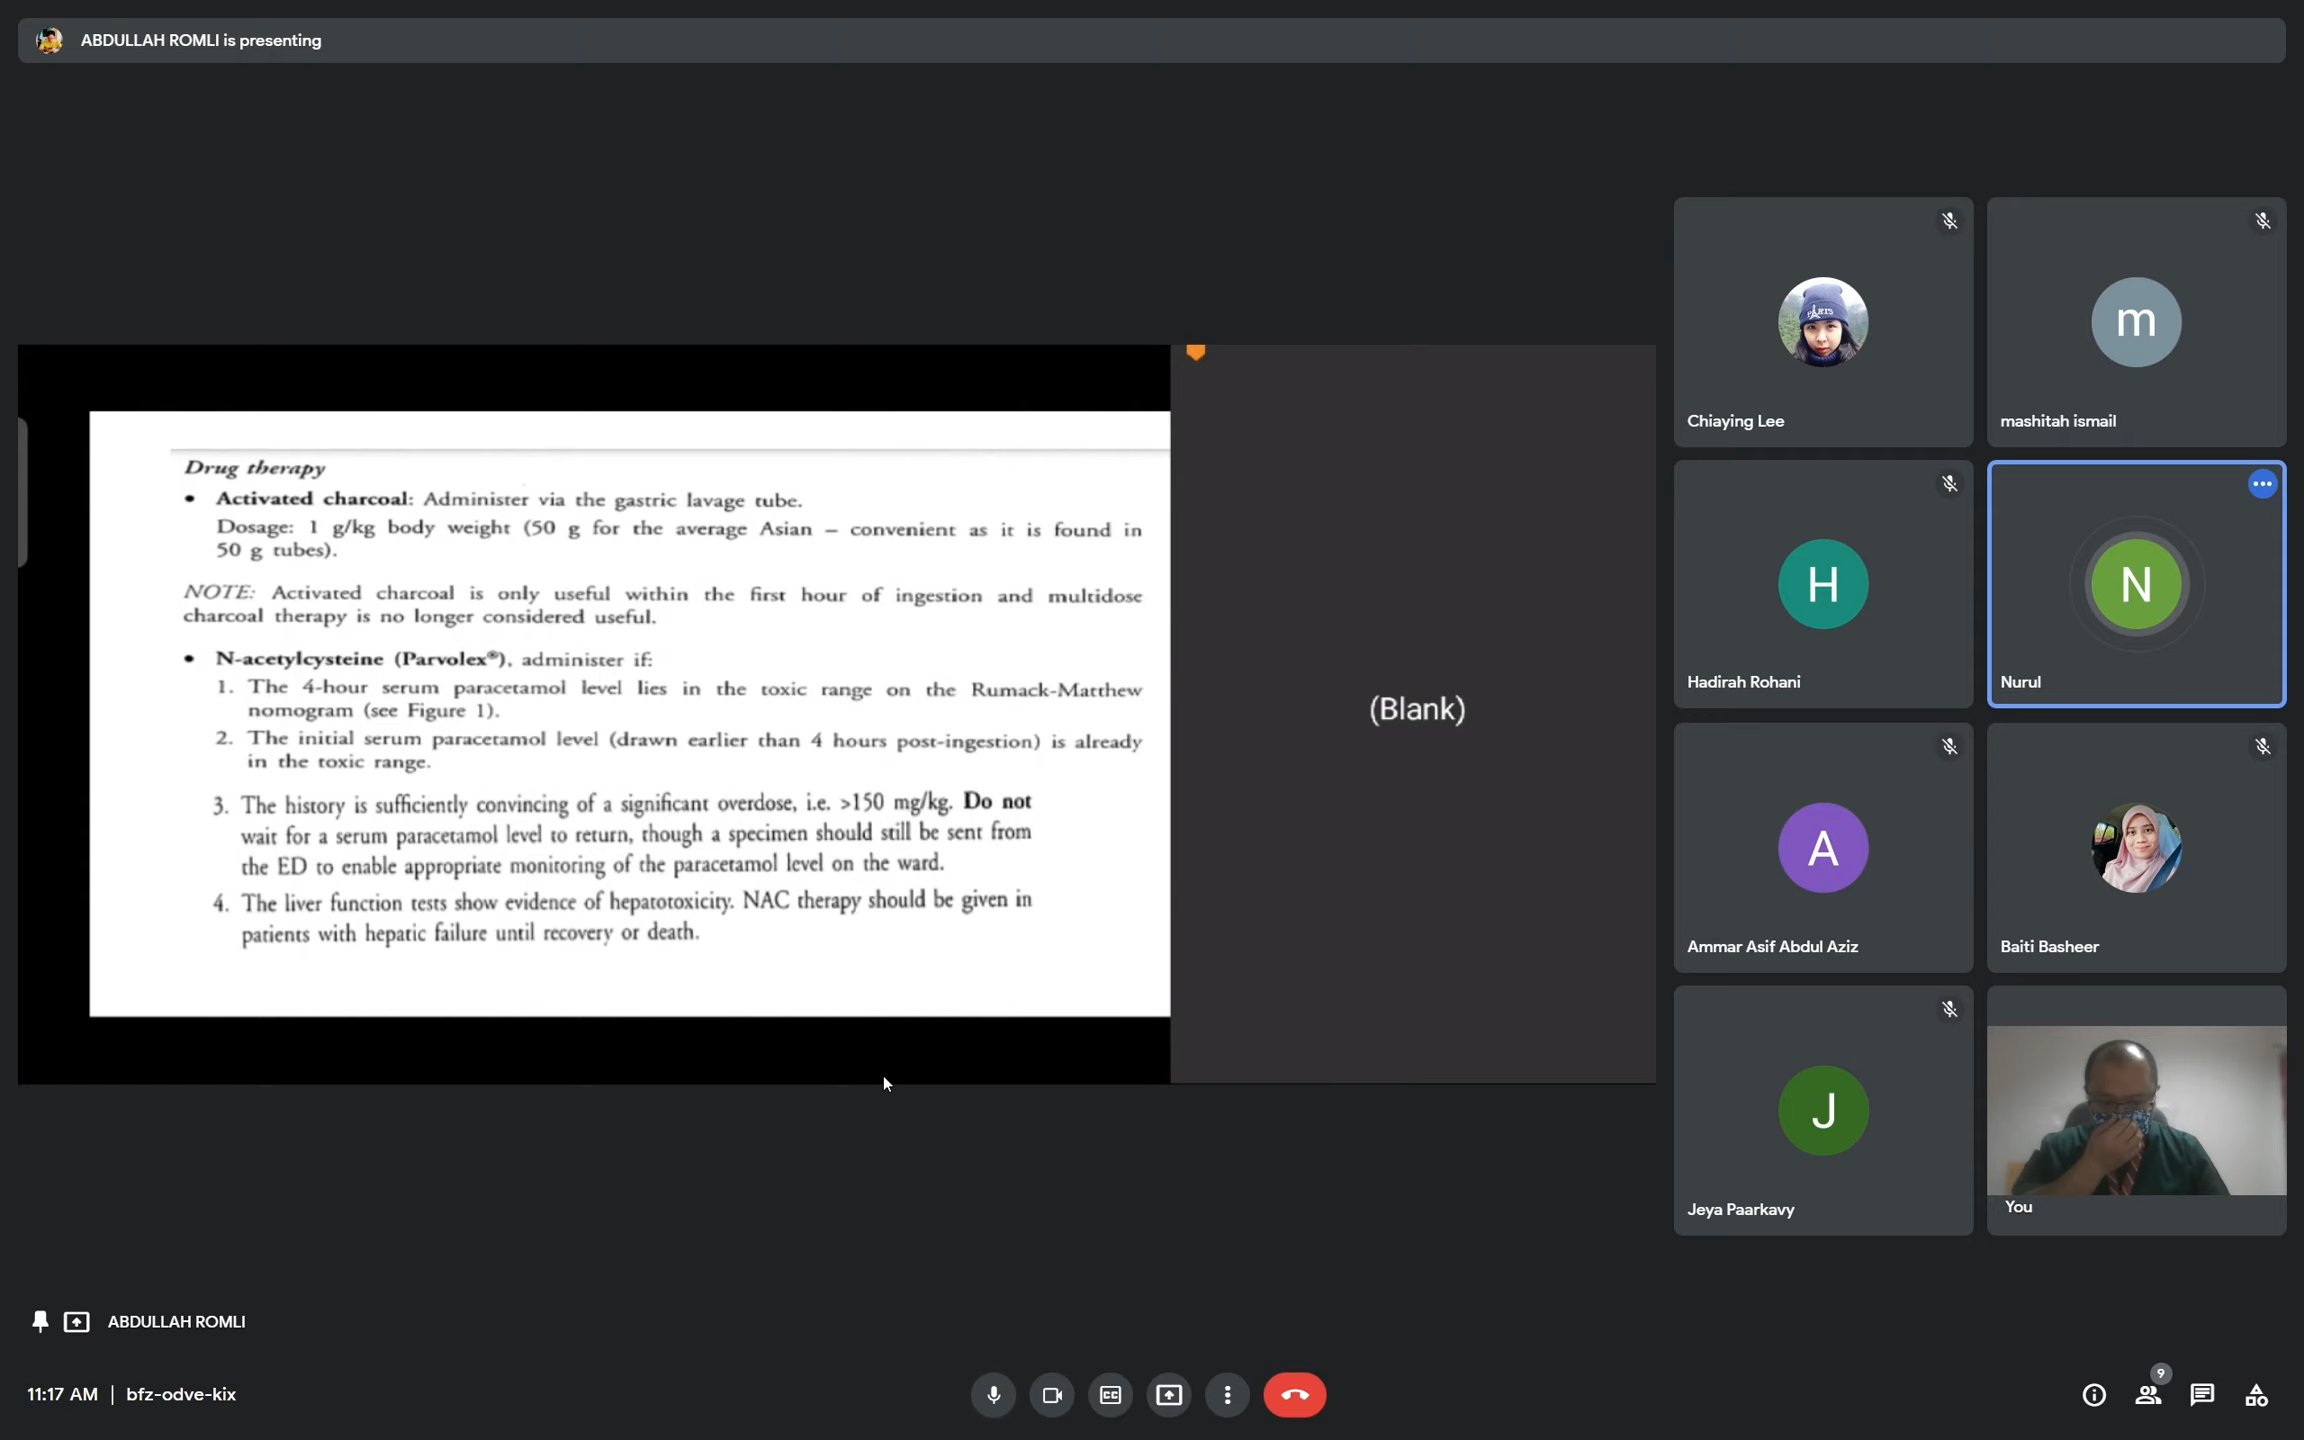 ABDULLAH ROMLI is presenting
Drug therapy
• Activated charcoal: Administer via the gastric lavage tube.
Dosage: 1 g/kg body weight (50 g for the average Asian – convenient as it is found in
50 g tubes).
NOTE: Activated charcoal is only useful within the first hour of ingestion and multidose
charcoal therapy is no longer considered useful.
• N-acetylcysteine (Parvolex®), administer if:
1. The 4-hour serum paracetamol level lies in the toxic range on the Rumack-Matthew
nomogram (see Figure 1).
2. The initial serum paracetamol level (drawn earlier than 4 hours post-ingestion) is already
in the toxic range.
3. The history is sufficiently convincing of a significant overdose, i.e. >150 mg/kg. Do not
wait for a serum paracetamol level to return, though a specimen should still be sent from
the ED to enable appropriate monitoring of the paracetamol level on the ward.
4. The liver function tests show evidence of hepatotoxicity. NAC therapy should be given in
patients with hepatic failure until recovery or death.
(Blank)
PARIS
Chiaying Lee
m
mashitah ismail
H
Hadirah Rohani
N
Nurul
A
Ammar Asif Abdul Aziz
Baiti Basheer
J
Jeya Paarkavy
You
ABDULLAH ROMLI
11:17 AM | bfz-odve-kix
CC
9